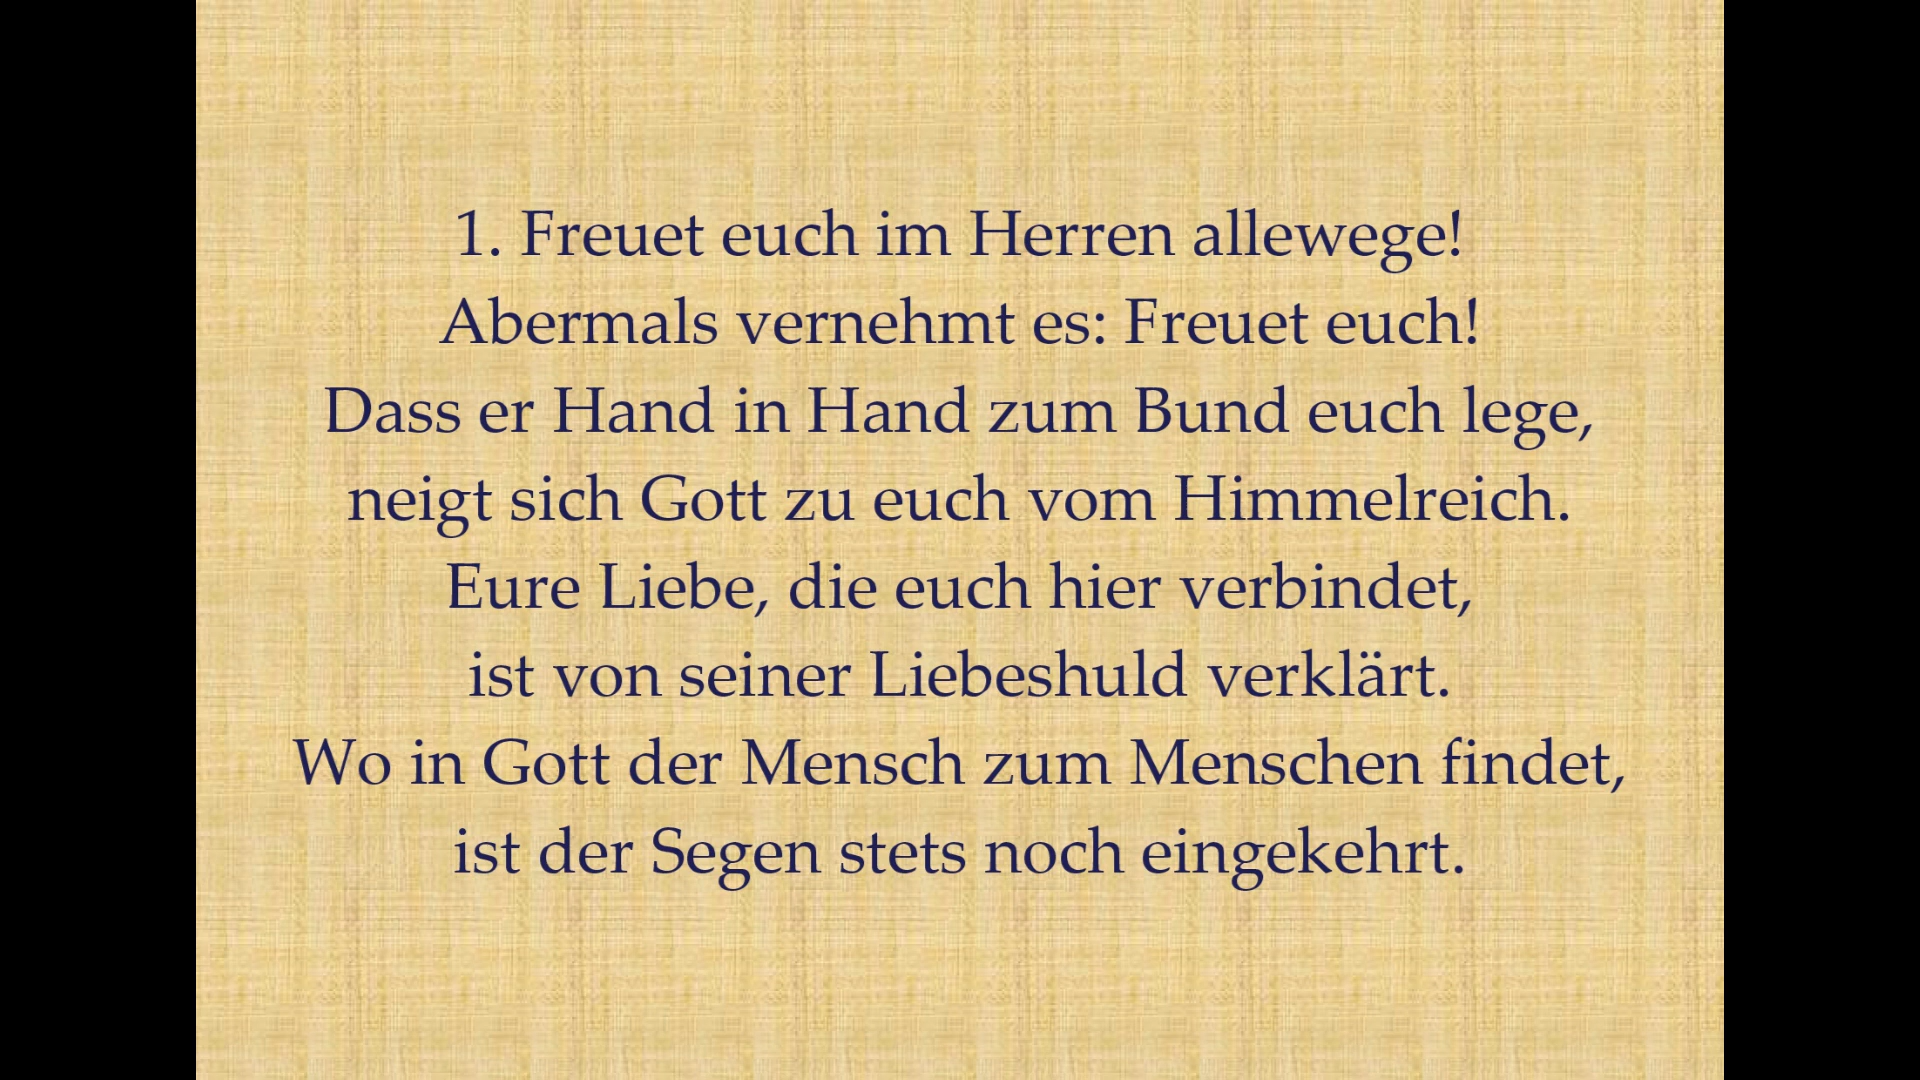 1. Freuet euch im Herren allewege!
Abermals vernehmt es: Freuet euch!
Dass er Hand in Hand zum Bund euch lege,
neigt sich Gott zu euch vom Himmelreich.
Eure Liebe, die euch hier verbindet,
ist von seiner Liebeshuld verklärt.
Wo in Gott der Mensch zum Menschen findet,
ist der Segen stets noch eingekehrt.